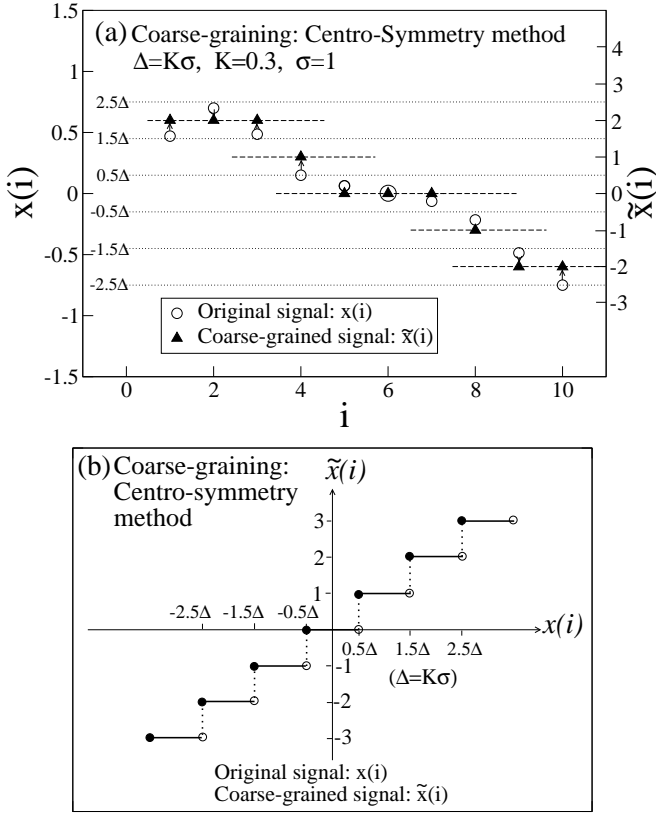 (a) Coarse-graining: Centro-Symmetry method
Δ=Kσ, K=0.3, σ=1
1.5
1
0.5
0
-0.5
-1
-1.5
x(i)
2.5Δ
1.5Δ
0.5Δ
-0.5Δ
-1.5Δ
-2.5Δ
4
3
2
1
0
-1
-2
-3
x̃(i)
Original signal: x(i)
Coarse-grained signal: x̃(i)
0 2 4 6 8 10
i
(b) Coarse-graining:
Centro-symmetry
method
x̃(i)
3
2
1
-2.5Δ -1.5Δ -0.5Δ
x(i)
0.5Δ 1.5Δ 2.5Δ
(Δ=Kσ)
-1
-2
-3
Original signal: x(i)
Coarse-grained signal: x̃(i)